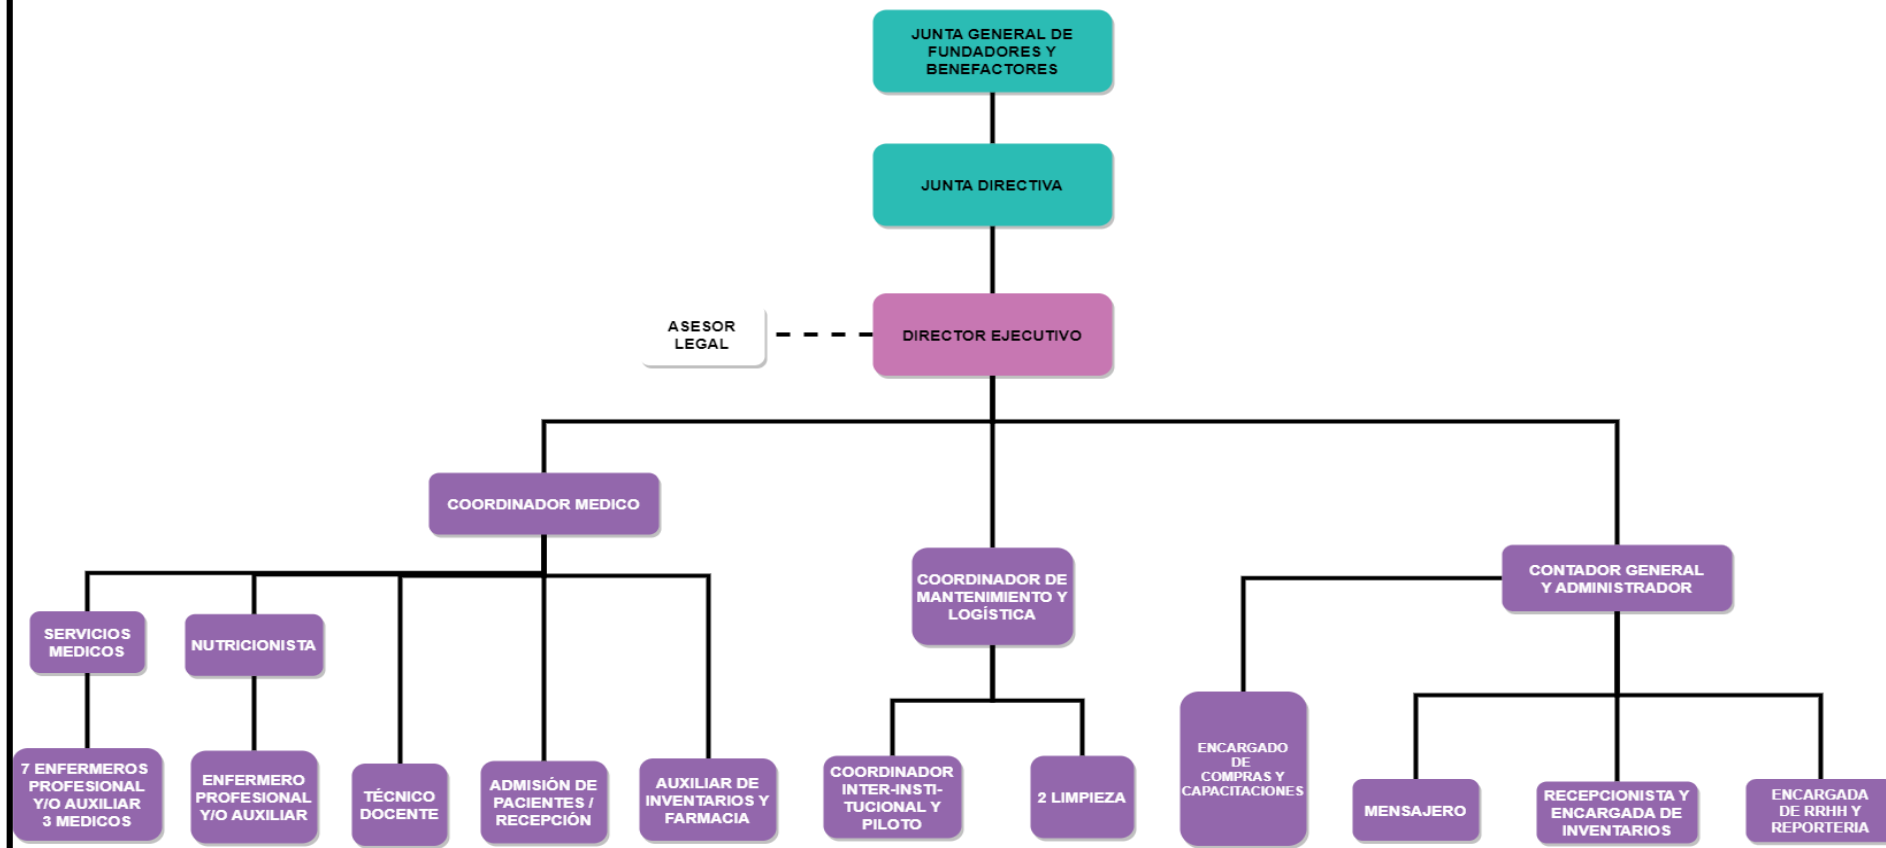 JUNTA GENERAL DE
FUNDADORES Y
BENEFACTORES
JUNTA DIRECTIVA
ASESOR
LEGAL
DIRECTOR EJECUTIVO
COORDINADOR MEDICO
COORDINADOR DE
MANTENIMIENTO Y
LOGÍSTICA
CONTADOR GENERAL
Y ADMINISTRADOR
SERVICIOS
MEDICOS
NUTRICIONISTA
7 ENFERMEROS
PROFESIONAL
Y/O AUXILIAR
3 MEDICOS
ENFERMERO
PROFESIONAL
Y/O AUXILIAR
TÉCNICO
DOCENTE
ADMISIÓN DE
PACIENTES /
RECEPCIÓN
AUXILIAR DE
INVENTARIOS Y
FARMACIA
COORDINADOR
INTER-INSTI-
TUCIONAL Y
PILOTO
2 LIMPIEZA
ENCARGADO
DE
COMPRAS Y
CAPACITACIONES
MENSAJERO
RECEPCIONISTA Y
ENCARGADA DE
INVENTARIOS
ENCARGADA
DE RRHH Y
REPORTERIA